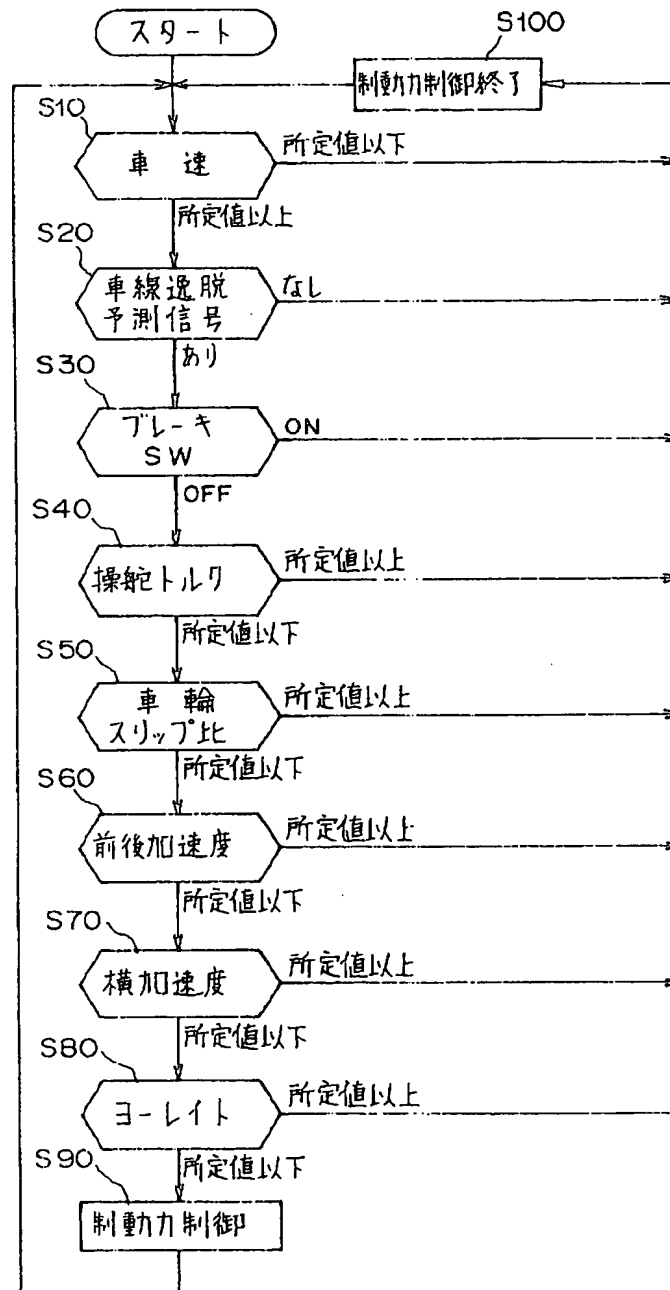 スタート
S100
制動力制御終了
S10
車速
所定値以下
所定値以上
S20
車線逸脱
予測信号
なし
あり
S30
ブレーキ
SW
ON
OFF
S40
操舵トルク
所定値以上
所定値以下
S50
車輪
スリップ比
所定値以上
所定値以下
S60
前後加速度
所定値以上
所定値以下
S70
横加速度
所定値以上
所定値以下
S80
ヨーレイト
所定値以上
所定値以下
S90
制動力制御